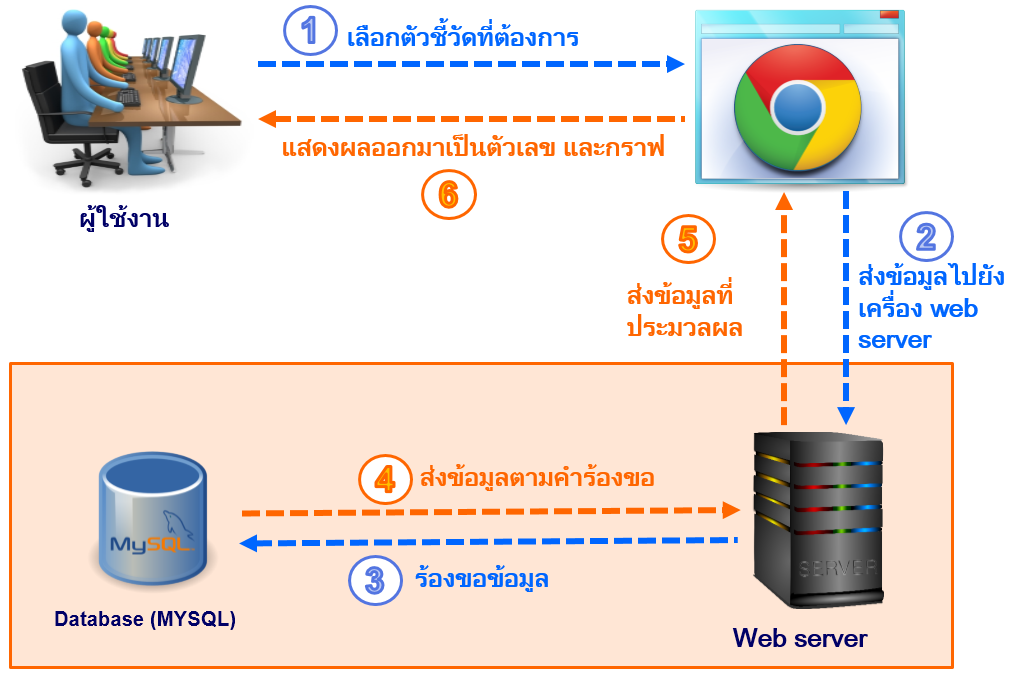 1 เลือกตัวชี้วัดที่ต้องการ
แสดงผลออกมาเป็นตัวเลข และกราฟ
6
ผู้ใช้งาน
5
ส่งข้อมูลที่
ประมวลผล
2
ส่งข้อมูลไปยัง
เครื่อง web
server
4 ส่งข้อมูลตามคำร้องขอ
MySQL
3 ร้องขอข้อมูล
SERVER
Database (MYSQL)
Web server